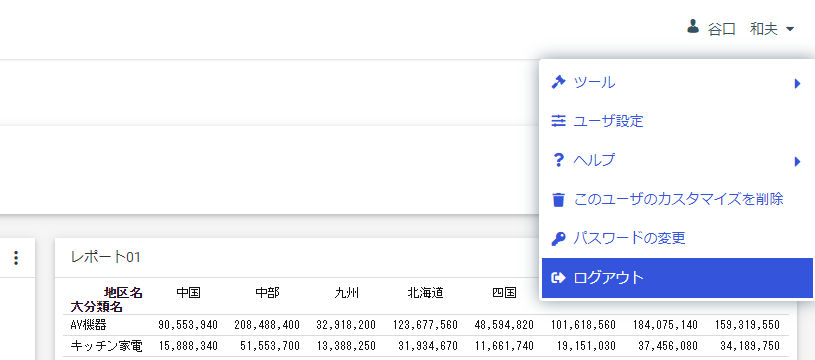 谷口　和夫
ツール
ユーザ設定
ヘルプ
このユーザのカスタマイズを削除
パスワードの変更
ログアウト
レポート01
地区名 中国 中部 九州 北海道 四国
大分類名
AV機器 90,553,940 208,488,400 32,918,200 123,677,560 48,594,820 101,618,560 184,075,140 159,319,550
キッチン家電 15,888,340 51,553,700 13,388,250 31,934,670 11,661,740 19,151,030 37,456,080 34,189,750